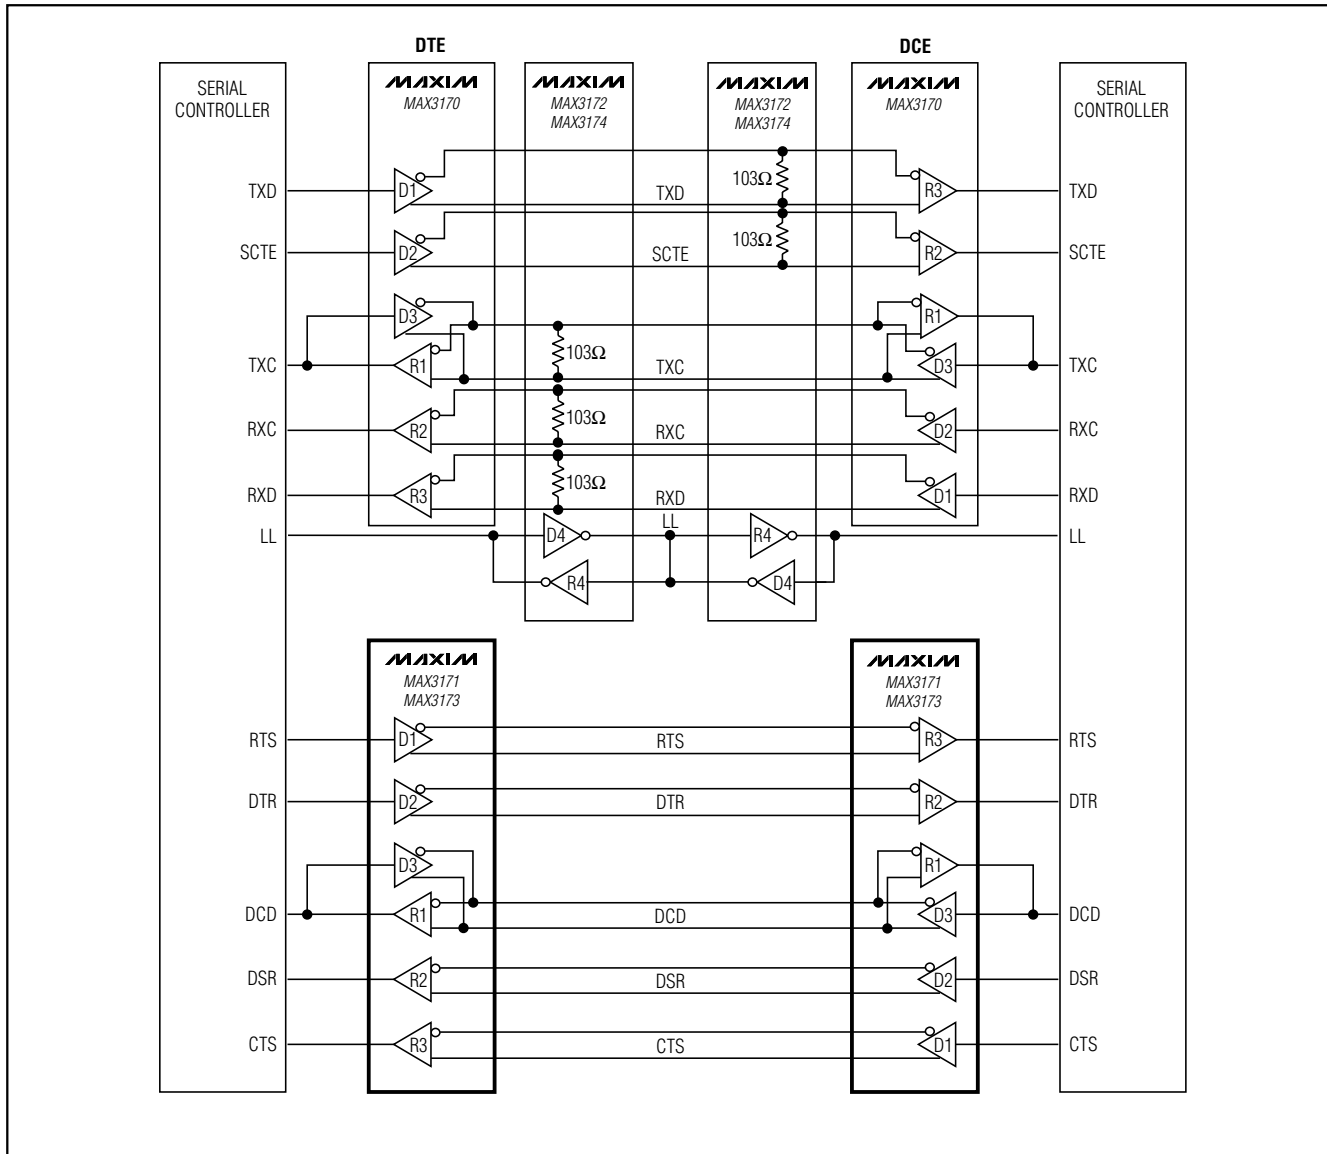 DTE
DCE
SERIAL
CONTROLLER
MAXIM
MAX3170
MAXIM
MAX3172
MAX3174
MAXIM
MAX3172
MAX3174
MAXIM
MAX3170
SERIAL
CONTROLLER
TXD
D1
TXD
103Ω
R3
TXD
SCTE
D2
SCTE
103Ω
R2
SCTE
D3
R1
TXC
R1
103Ω
TXC
D3
TXC
RXC
R2
103Ω
RXC
D2
RXC
RXD
R3
103Ω
RXD
D1
RXD
LL
D4
LL
R4
LL
R4
D4
MAXIM
MAX3171
MAX3173
MAXIM
MAX3171
MAX3173
RTS
D1
RTS
R3
RTS
DTR
D2
DTR
R2
DTR
D3
R1
DCD
R1
DCD
D3
DCD
DSR
R2
DSR
D2
DSR
CTS
R3
CTS
D1
CTS